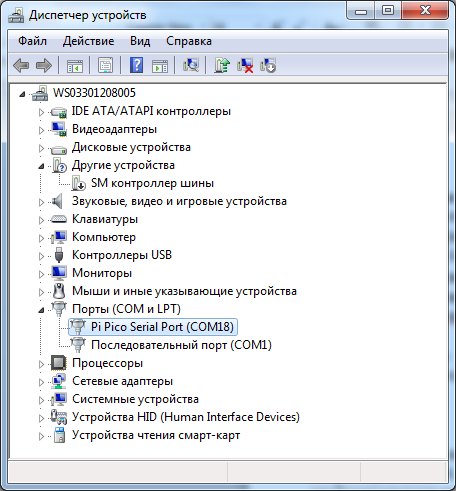 Диспетчер устройств
Файл Действие Вид Справка
WS03301208005
IDE ATA/ATAPI контроллеры
Видеоадаптеры
Дисковые устройства
Другие устройства
SM контроллер шины
Звуковые, видео и игровые устройства
Клавиатуры
Компьютер
Контроллеры USB
Мониторы
Мыши и иные указывающие устройства
Порты (COM и LPT)
Pi Pico Serial Port (COM18)
Последовательный порт (COM1)
Процессоры
Сетевые адаптеры
Системные устройства
Устройства HID (Human Interface Devices)
Устройства чтения смарт-карт